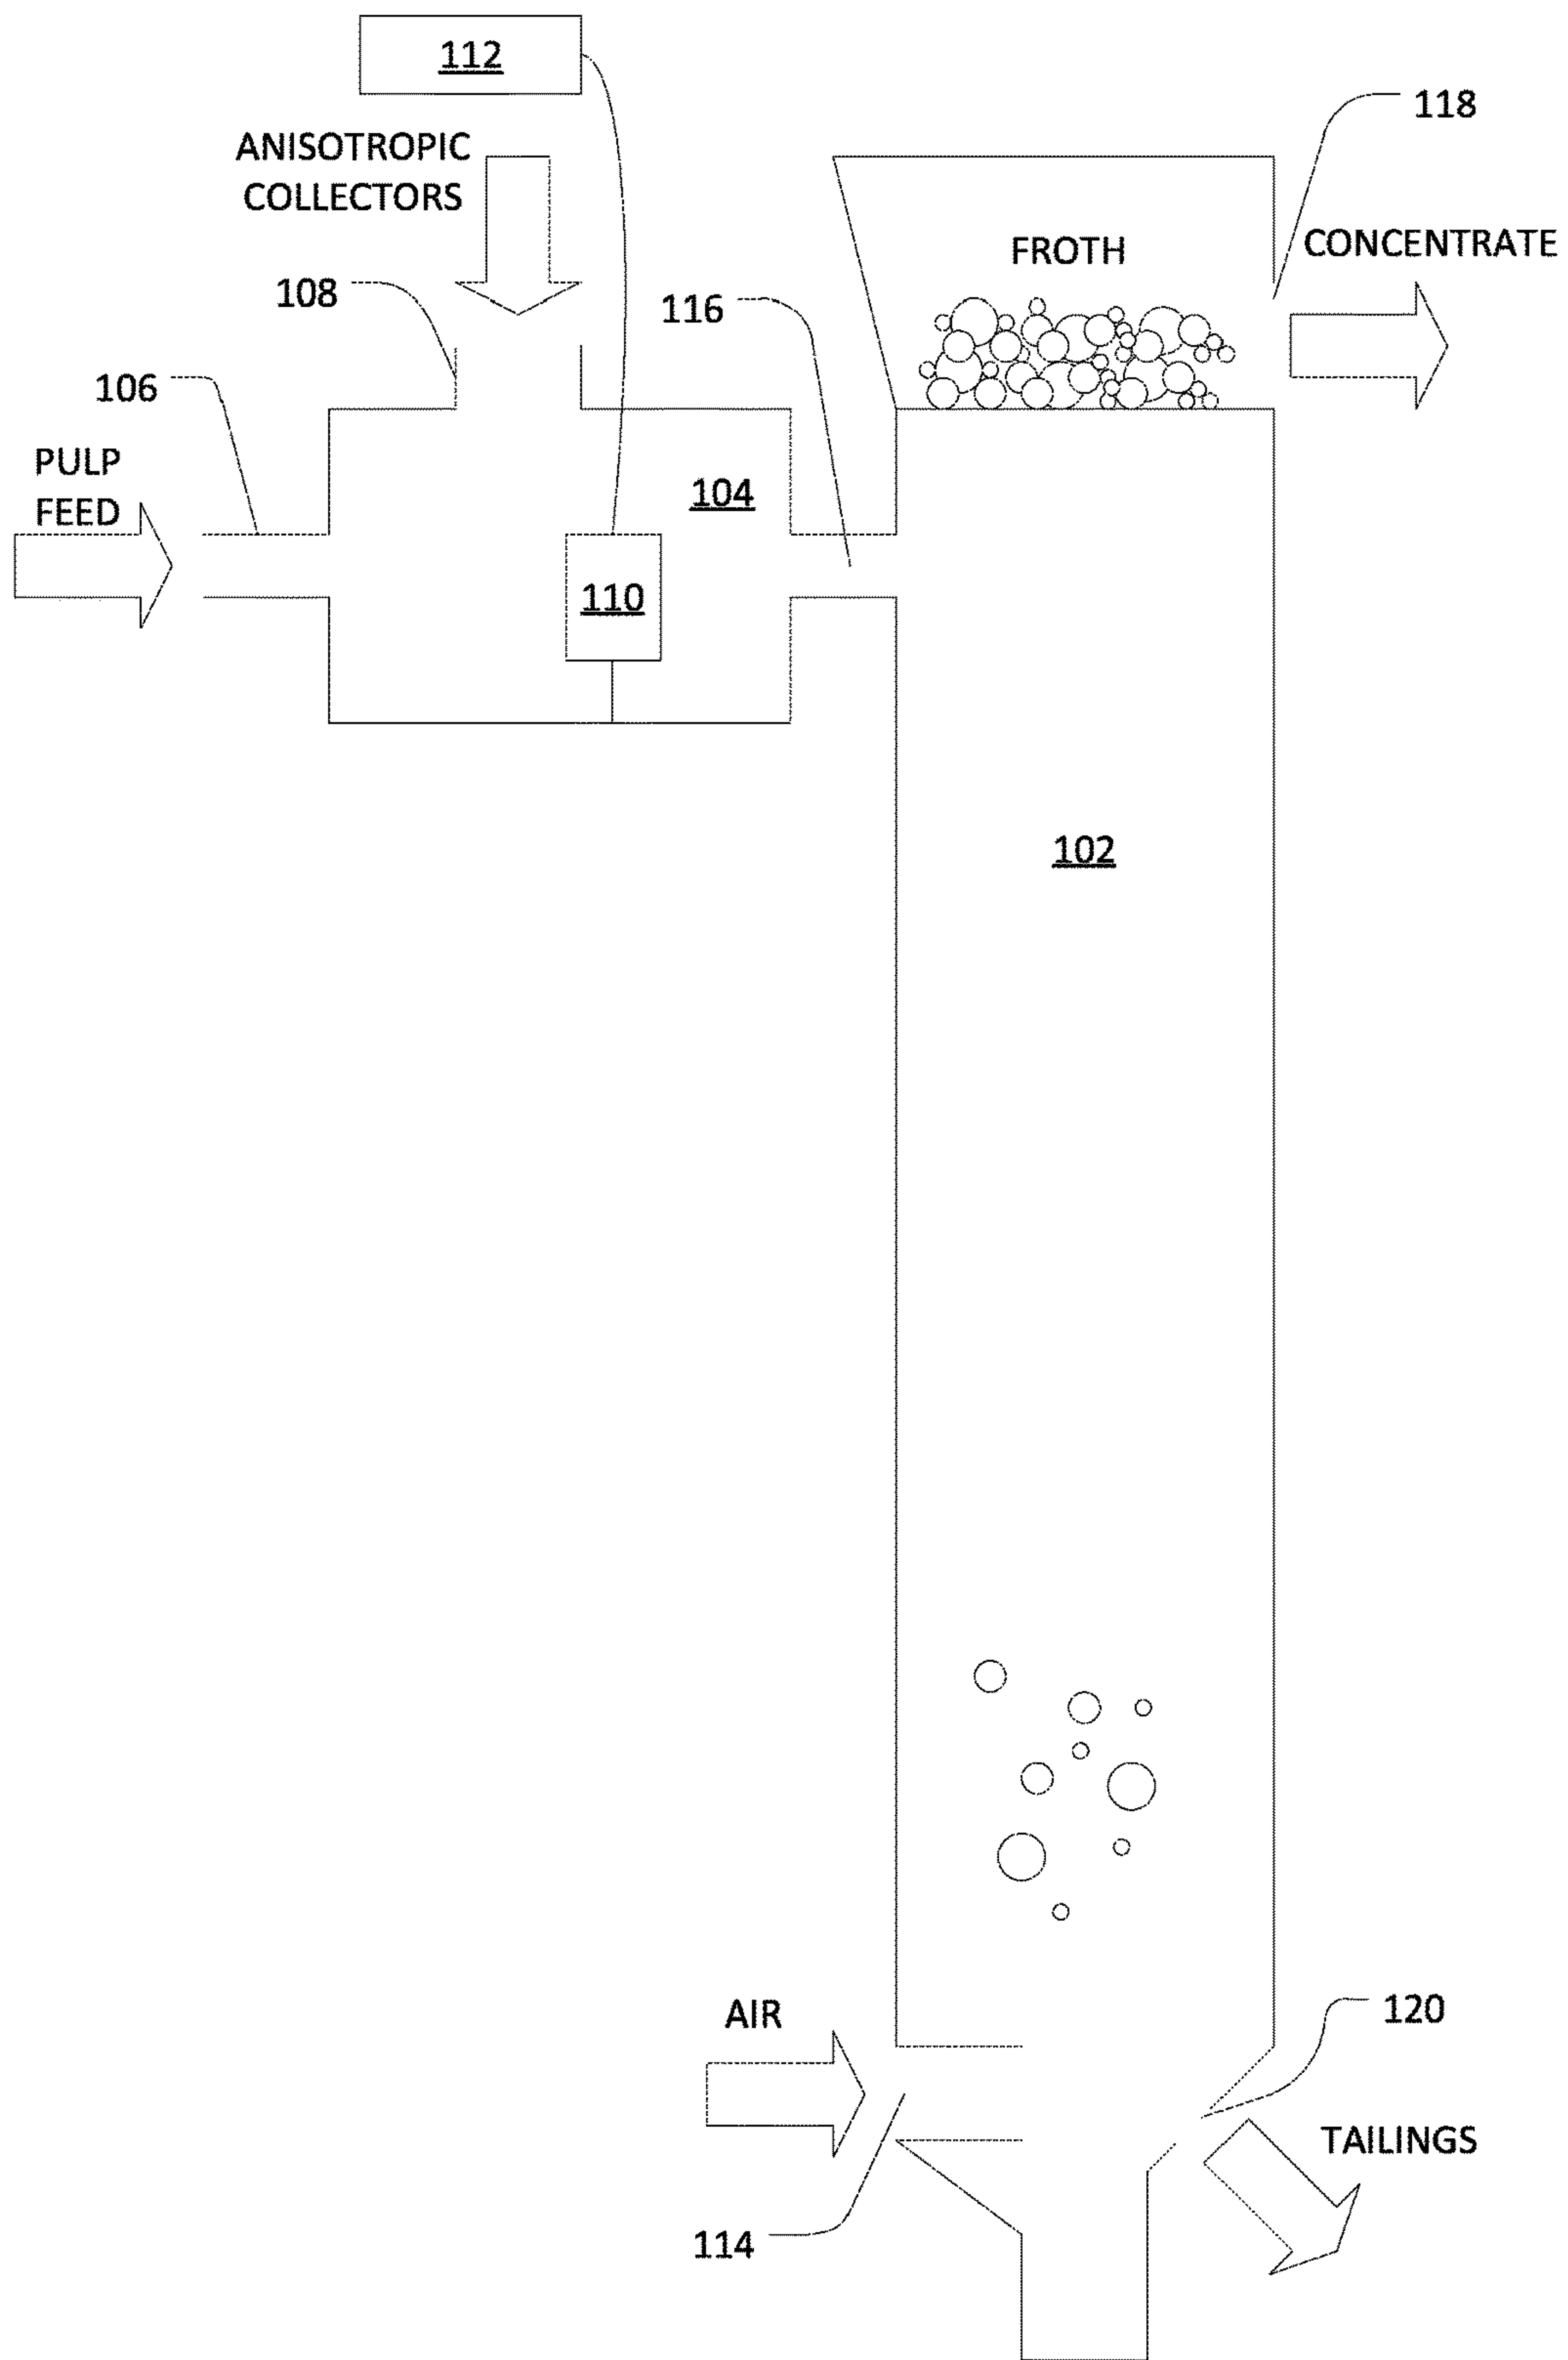 112
ANISOTROPIC
COLLECTORS
118
FROTH
CONCENTRATE
108
116
106
PULP
FEED
104
110
102
AIR
120
TAILINGS
114